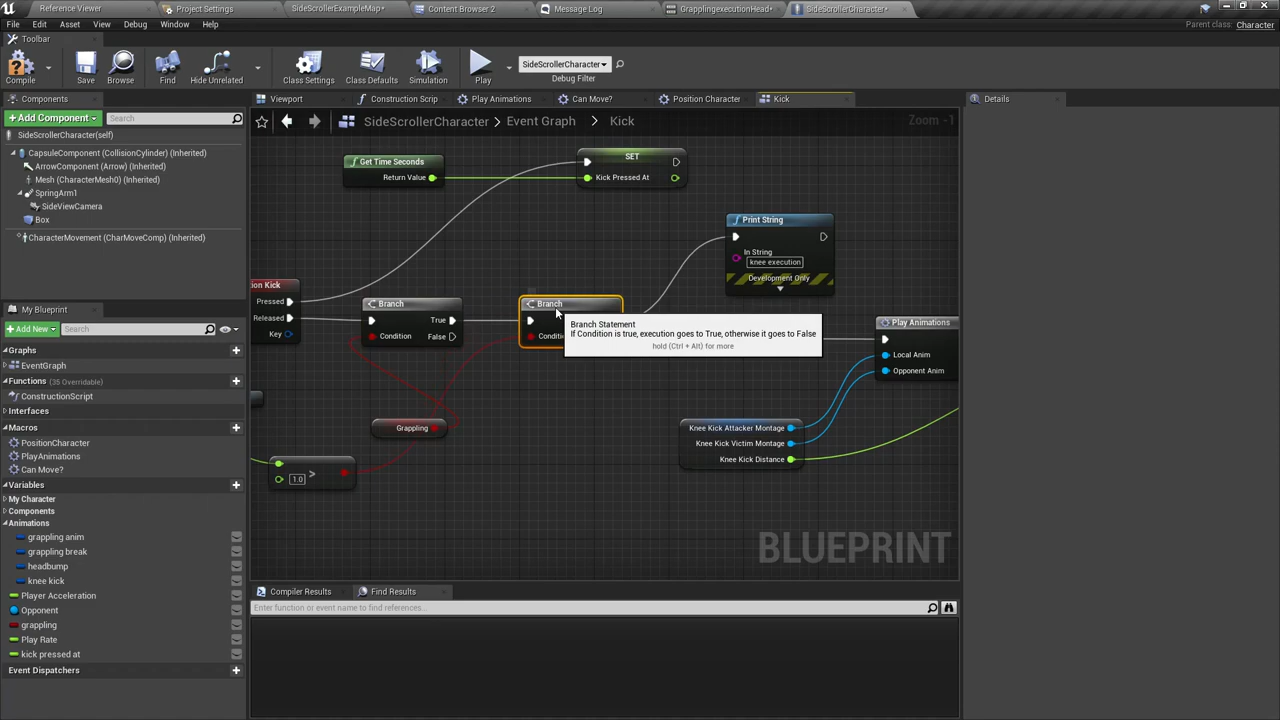 Reference Viewer
Project Settings
SideScrollerExampleMap*
Content Browser 2
Message Log
GrapplingexecutionHead*
SideScrollerCharacter*
File Edit Asset View Debug Window Help
Parent class: Character
Toolbar
Compile
Save
Browse
Find
Hide Unrelated
Class Settings
Class Defaults
Simulation
Play
SideScrollerCharacter
Debug Filter
Components
+ Add Component
Search
SideScrollerCharacter(self)
CapsuleComponent (CollisionCylinder) (Inherited)
ArrowComponent (Arrow) (Inherited)
Mesh (CharacterMesh0) (Inherited)
SpringArm1
SideViewCamera
Box
CharacterMovement (CharMoveComp) (Inherited)
My Blueprint
+ Add New
Search
Graphs
EventGraph
Functions (35 Overridable)
ConstructionScript
Interfaces
Macros
PositionCharacter
PlayAnimations
Can Move?
Variables
My Character
Components
Animations
grappling anim
grappling break
headbump
knee kick
Player Acceleration
Opponent
grappling
Play Rate
kick pressed at
Event Dispatchers
Viewport
Construction Scrip
Play Animations
Can Move?
Position Character
Kick
SideScrollerCharacter > Event Graph > Kick
Zoom -1
Get Time Seconds
Return Value
SET
Kick Pressed At
Print String
In String
knee execution
Development Only
ion Kick
Pressed
Released
Key
Branch
True
Condition
False
Branch
Conditi
Branch Statement
If Condition is true, execution goes to True, otherwise it goes to False
hold (Ctrl + Alt) for more
Play Animations
Local Anim
Opponent Anim
Grappling
Knee Kick Attacker Montage
Knee Kick Victim Montage
Knee Kick Distance
1.0
>
BLUEPRINT
Compiler Results
Find Results
Enter function or event name to find references...
Details